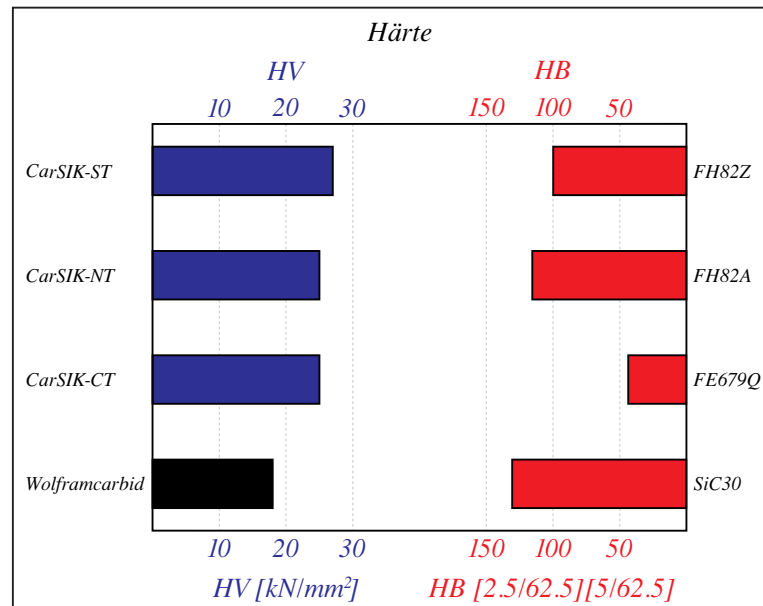 Härte
HV HB
10 20 30 150 100 50
CarSIK-ST FH82Z
CarSIK-NT FH82A
CarSIK-CT FE679Q
Wolframcarbid SiC30
10 20 30 150 100 50
HV [kN/mm²] HB [2.5/62.5][5/62.5]